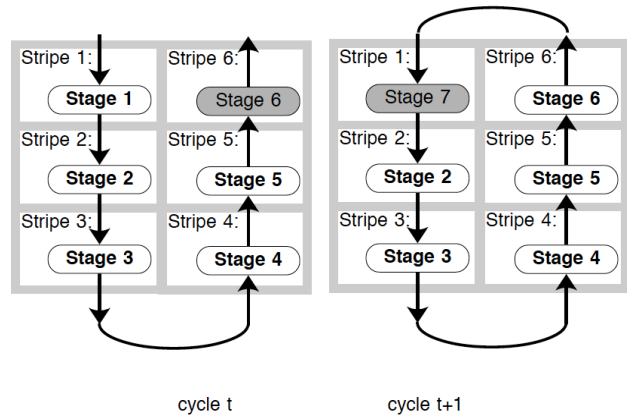 Stripe 1:
Stage 1
Stripe 2:
Stage 2
Stripe 3:
Stage 3
Stripe 6:
Stage 6
Stripe 5:
Stage 5
Stripe 4:
Stage 4
cycle t
Stripe 1:
Stage 7
Stripe 2:
Stage 2
Stripe 3:
Stage 3
Stripe 6:
Stage 6
Stripe 5:
Stage 5
Stripe 4:
Stage 4
cycle t+1